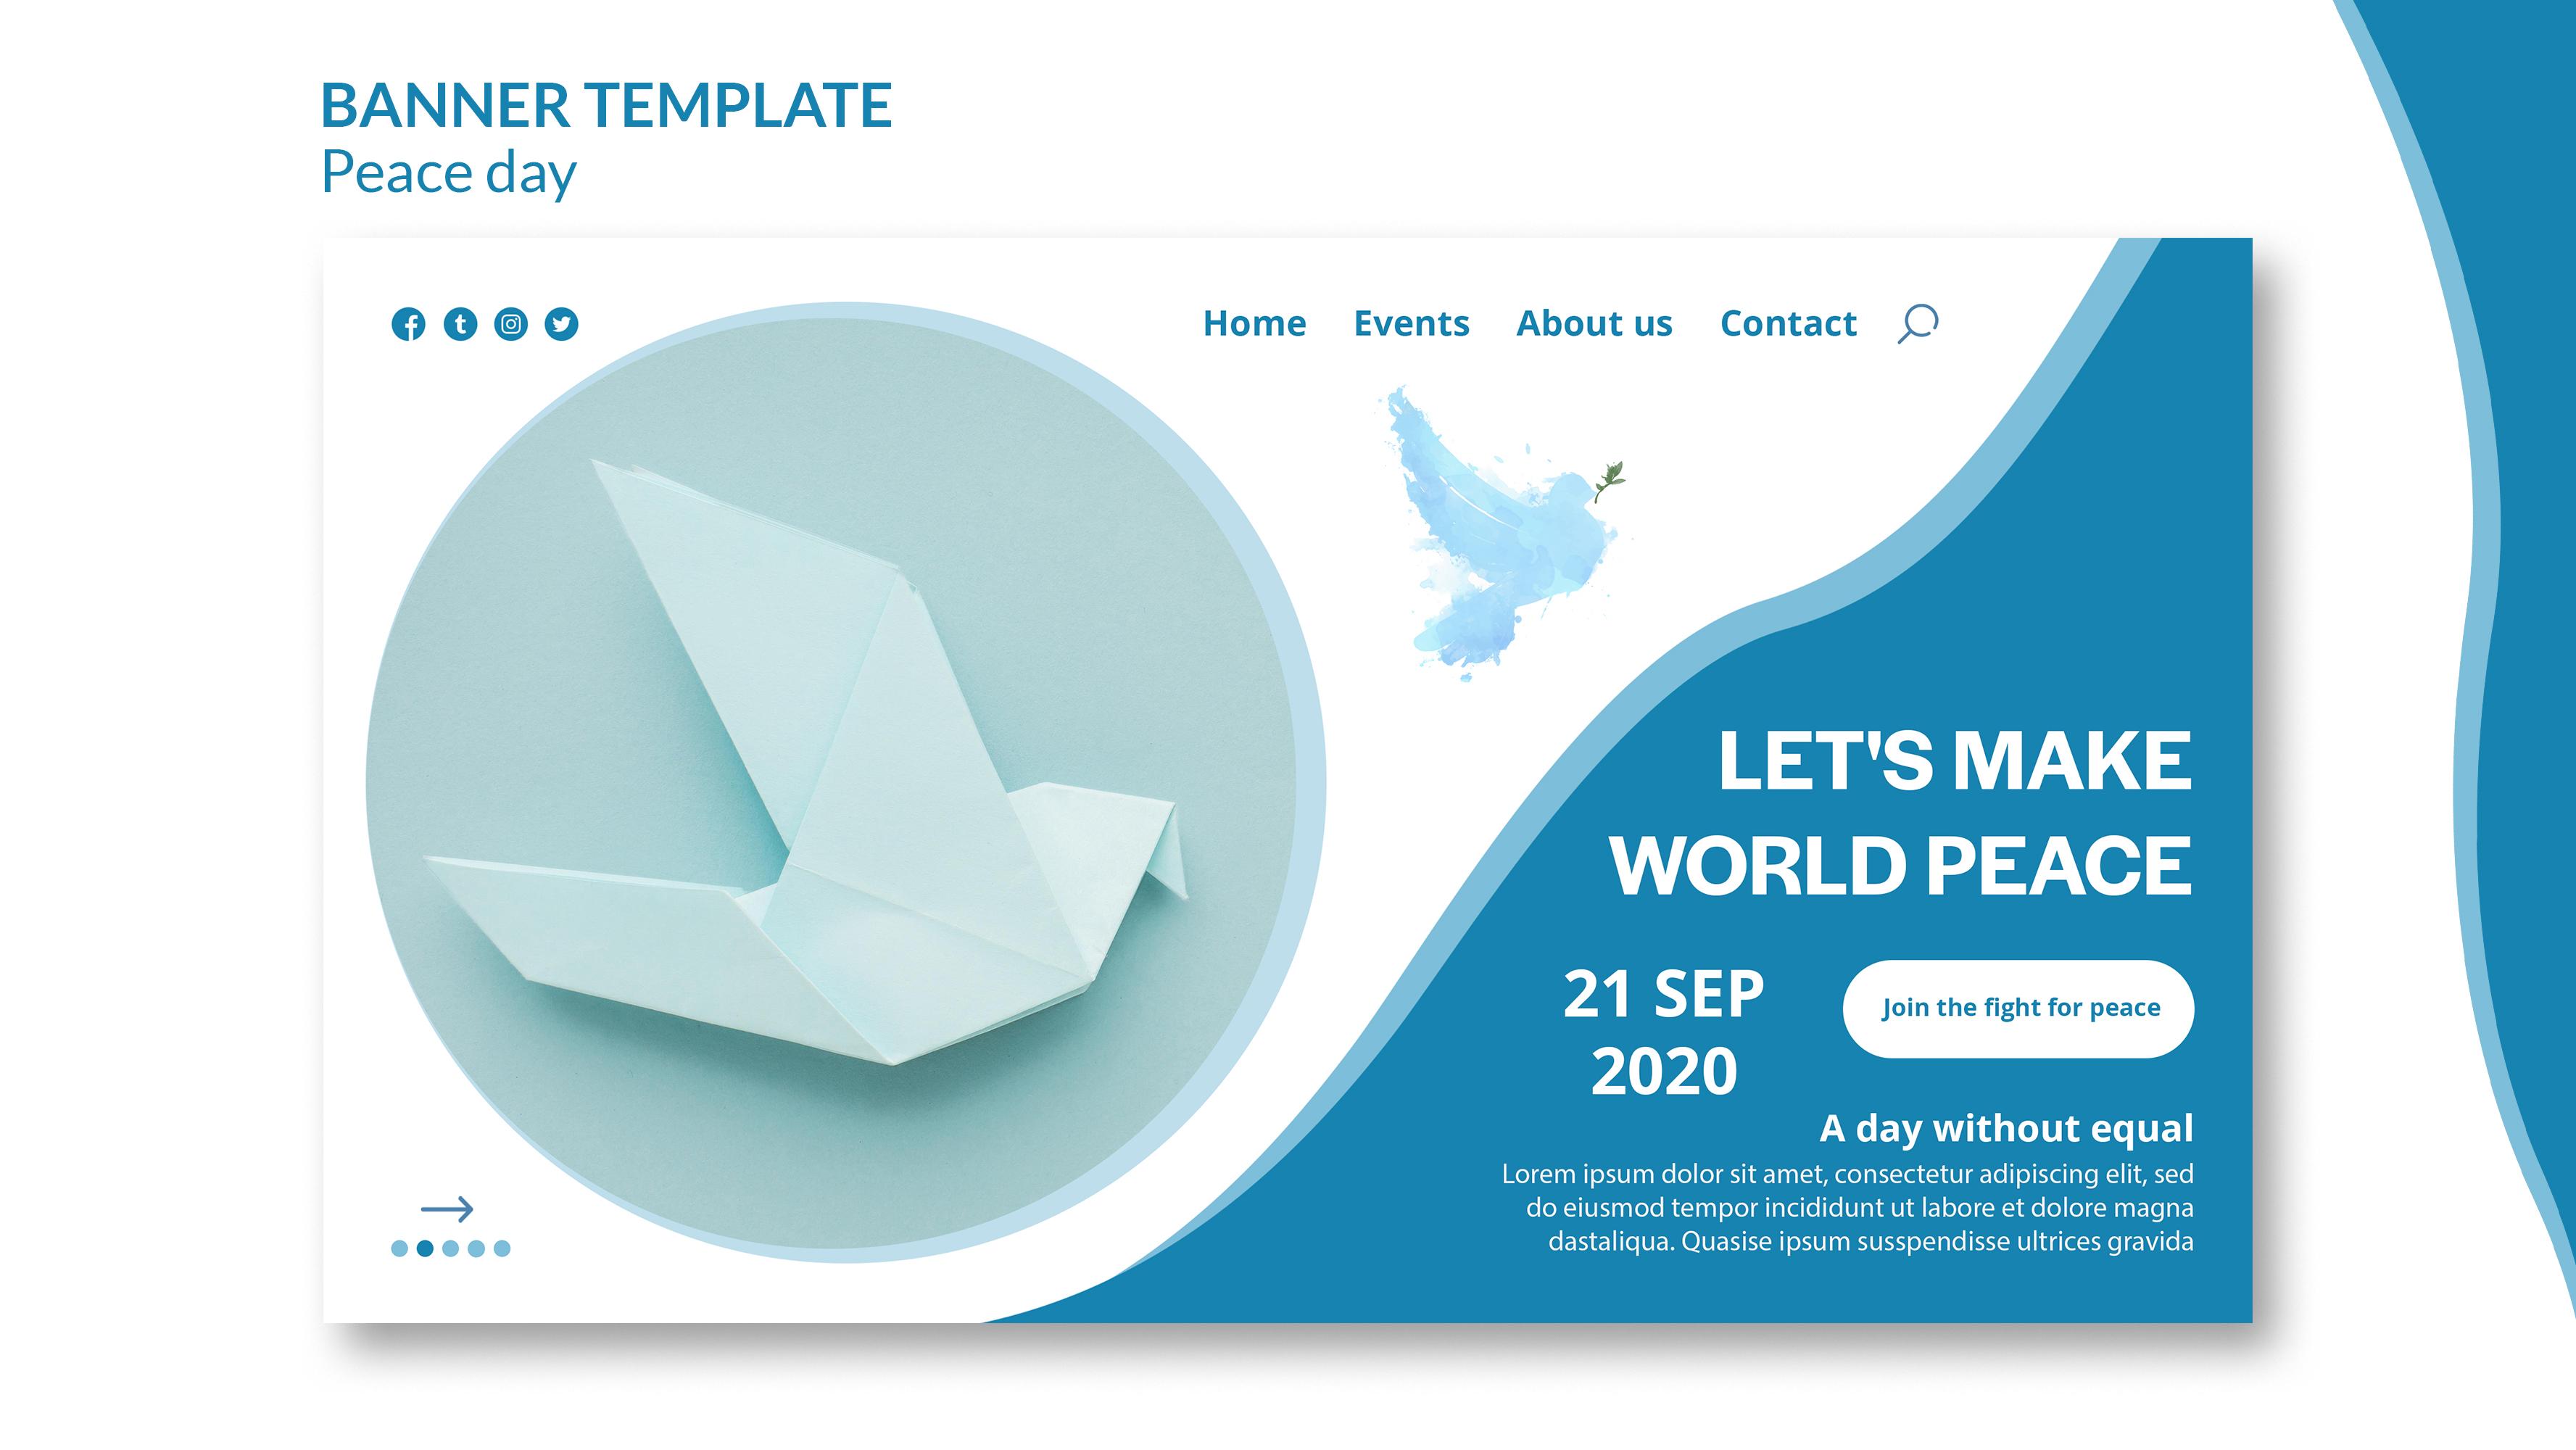 BANNER TEMPLATE
Peace day
Home Events About us Contact
LET'S MAKE
WORLD PEACE
21 SEP
2020
Join the fight for peace
A day without equal
Lorem ipsum dolor sit amet, consectetur adipiscing elit, sed
do eiusmod tempor incididunt ut labore et dolore magna
dastaliqua. Quasise ipsum susspendisse ultrices gravida